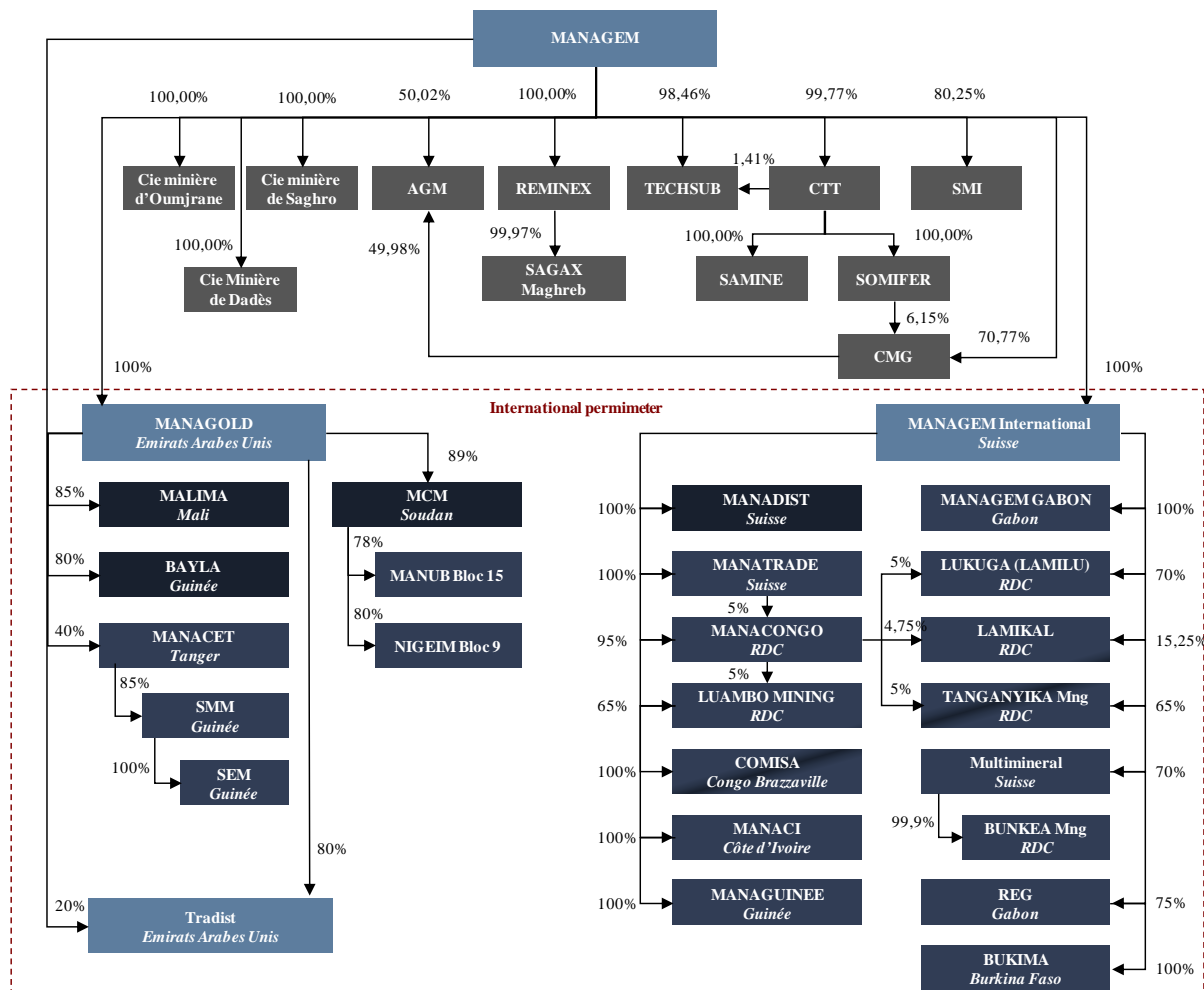 MANAGEM
100,00%
100,00%
50,02%
100,00%
98,46%
99,77%
80,25%
1,41%
Cie minière
d'Oumjrane
Cie minière
de Saghro
AGM
REMINEX
TECHSUB
CTT
SMI
100,00%
49,98%
99,97%
100,00%
100,00%
Cie Minière
de Dadès
SAGAX
Maghreb
SAMINE
SOMIFER
6,15%
70,77%
CMG
100%
100%
International permimeter
MANAGOLD
Emirats Arabes Unis
MANAGEM International
Suisse
89%
85%
MALIMA
Mali
MCM
Soudan
100%
MANADIST
Suisse
MANAGEM GABON
Gabon
100%
78%
80%
BAYLA
Guinée
MANUB Bloc 15
100%
MANATRADE
Suisse
5%
LUKUGA (LAMILU)
RDC
70%
5%
80%
40%
MANACET
Tanger
NIGEIM Bloc 9
95%
MANACONGO
RDC
4,75%
LAMIKAL
RDC
15,25%
5%
85%
SMM
Guinée
65%
LUAMBO MINING
RDC
5%
TANGANYIKA Mng
RDC
65%
100%
SEM
Guinée
100%
COMISA
Congo Brazzaville
Multimineral
Suisse
70%
99,9%
80%
100%
MANACI
Côte d'Ivoire
BUNKEA Mng
RDC
20%
Tradist
Emirats Arabes Unis
100%
MANAGUINEE
Guinée
REG
Gabon
75%
BUKIMA
Burkina Faso
100%